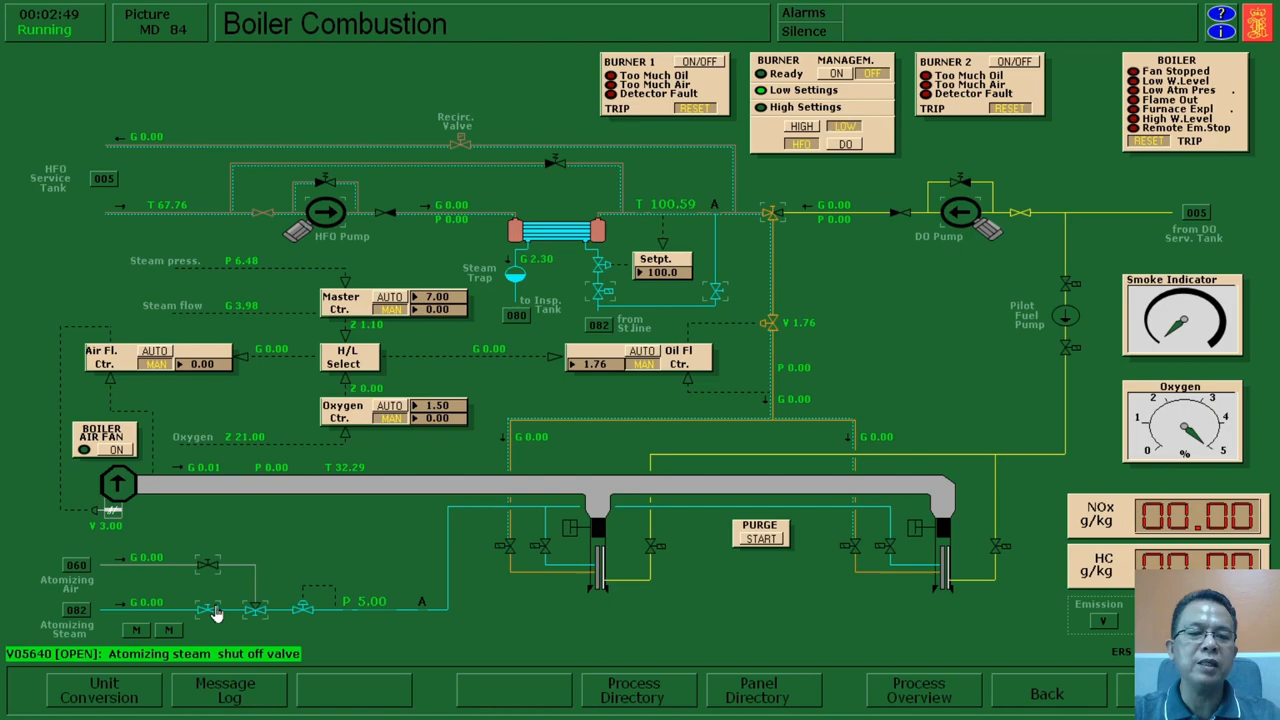 00:02:49
Running
Picture
MD 84
Boiler Combustion
Alarms
Silence
?
i
BURNER 1 ON/OFF
Too Much Oil
Too Much Air
Detector Fault
TRIP RESET
BURNER MANAGEM.
Ready ON OFF
Low Settings
High Settings
HIGH LOW
HFO DO
BURNER 2 ON/OFF
Too Much Oil
Too Much Air
Detector Fault
TRIP RESET
BOILER
Fan Stopped
Low W.Level
Low Atm Pres .
Flame Out
Furnace Expl .
High W.Level
Remote Em.Stop
RESET TRIP
G 0.00
Recirc.
Valve
HFO
Service
Tank
005
T 67.76
HFO Pump
G 0.00
P 0.00
T 100.59 A
G 0.00
P 0.00
DO Pump
005
from DO
Serv. Tank
Steam press. P 6.48
Steam flow G 3.98
Steam
Trap
G 2.30
to Insp.
Tank
080
082
from
St.line
Setpt.
100.0
Master
Ctr.
AUTO 7.00
MAN 0.00
Z 1.10
V 1.76
Pilot
Fuel
Pump
Smoke Indicator
Air Fl.
Ctr.
AUTO
MAN 0.00
G 0.00
H/L
Select
G 0.00
AUTO
1.76 MAN
Oil Fl
Ctr.
P 0.00
Z 0.00
G 0.00
Oxygen
Ctr.
AUTO 1.50
MAN 0.00
Oxygen
0 1 2 3 4 5
%
BOILER
AIR FAN
ON
Oxygen Z 21.00
G 0.00
G 0.00
G 0.01 P 0.00 T 32.29
V 3.00
PURGE
START
NOx
g/kg
00.00
HC
g/kg
00.00
060
Atomizing
Air
G 0.00
082
Atomizing
Steam
G 0.00
P 5.00 A
M M
Emission
V
V05640 [OPEN]: Atomizing steam shut off valve
ERS
Unit
Conversion
Message
Log
Process
Directory
Panel
Directory
Process
Overview
Back